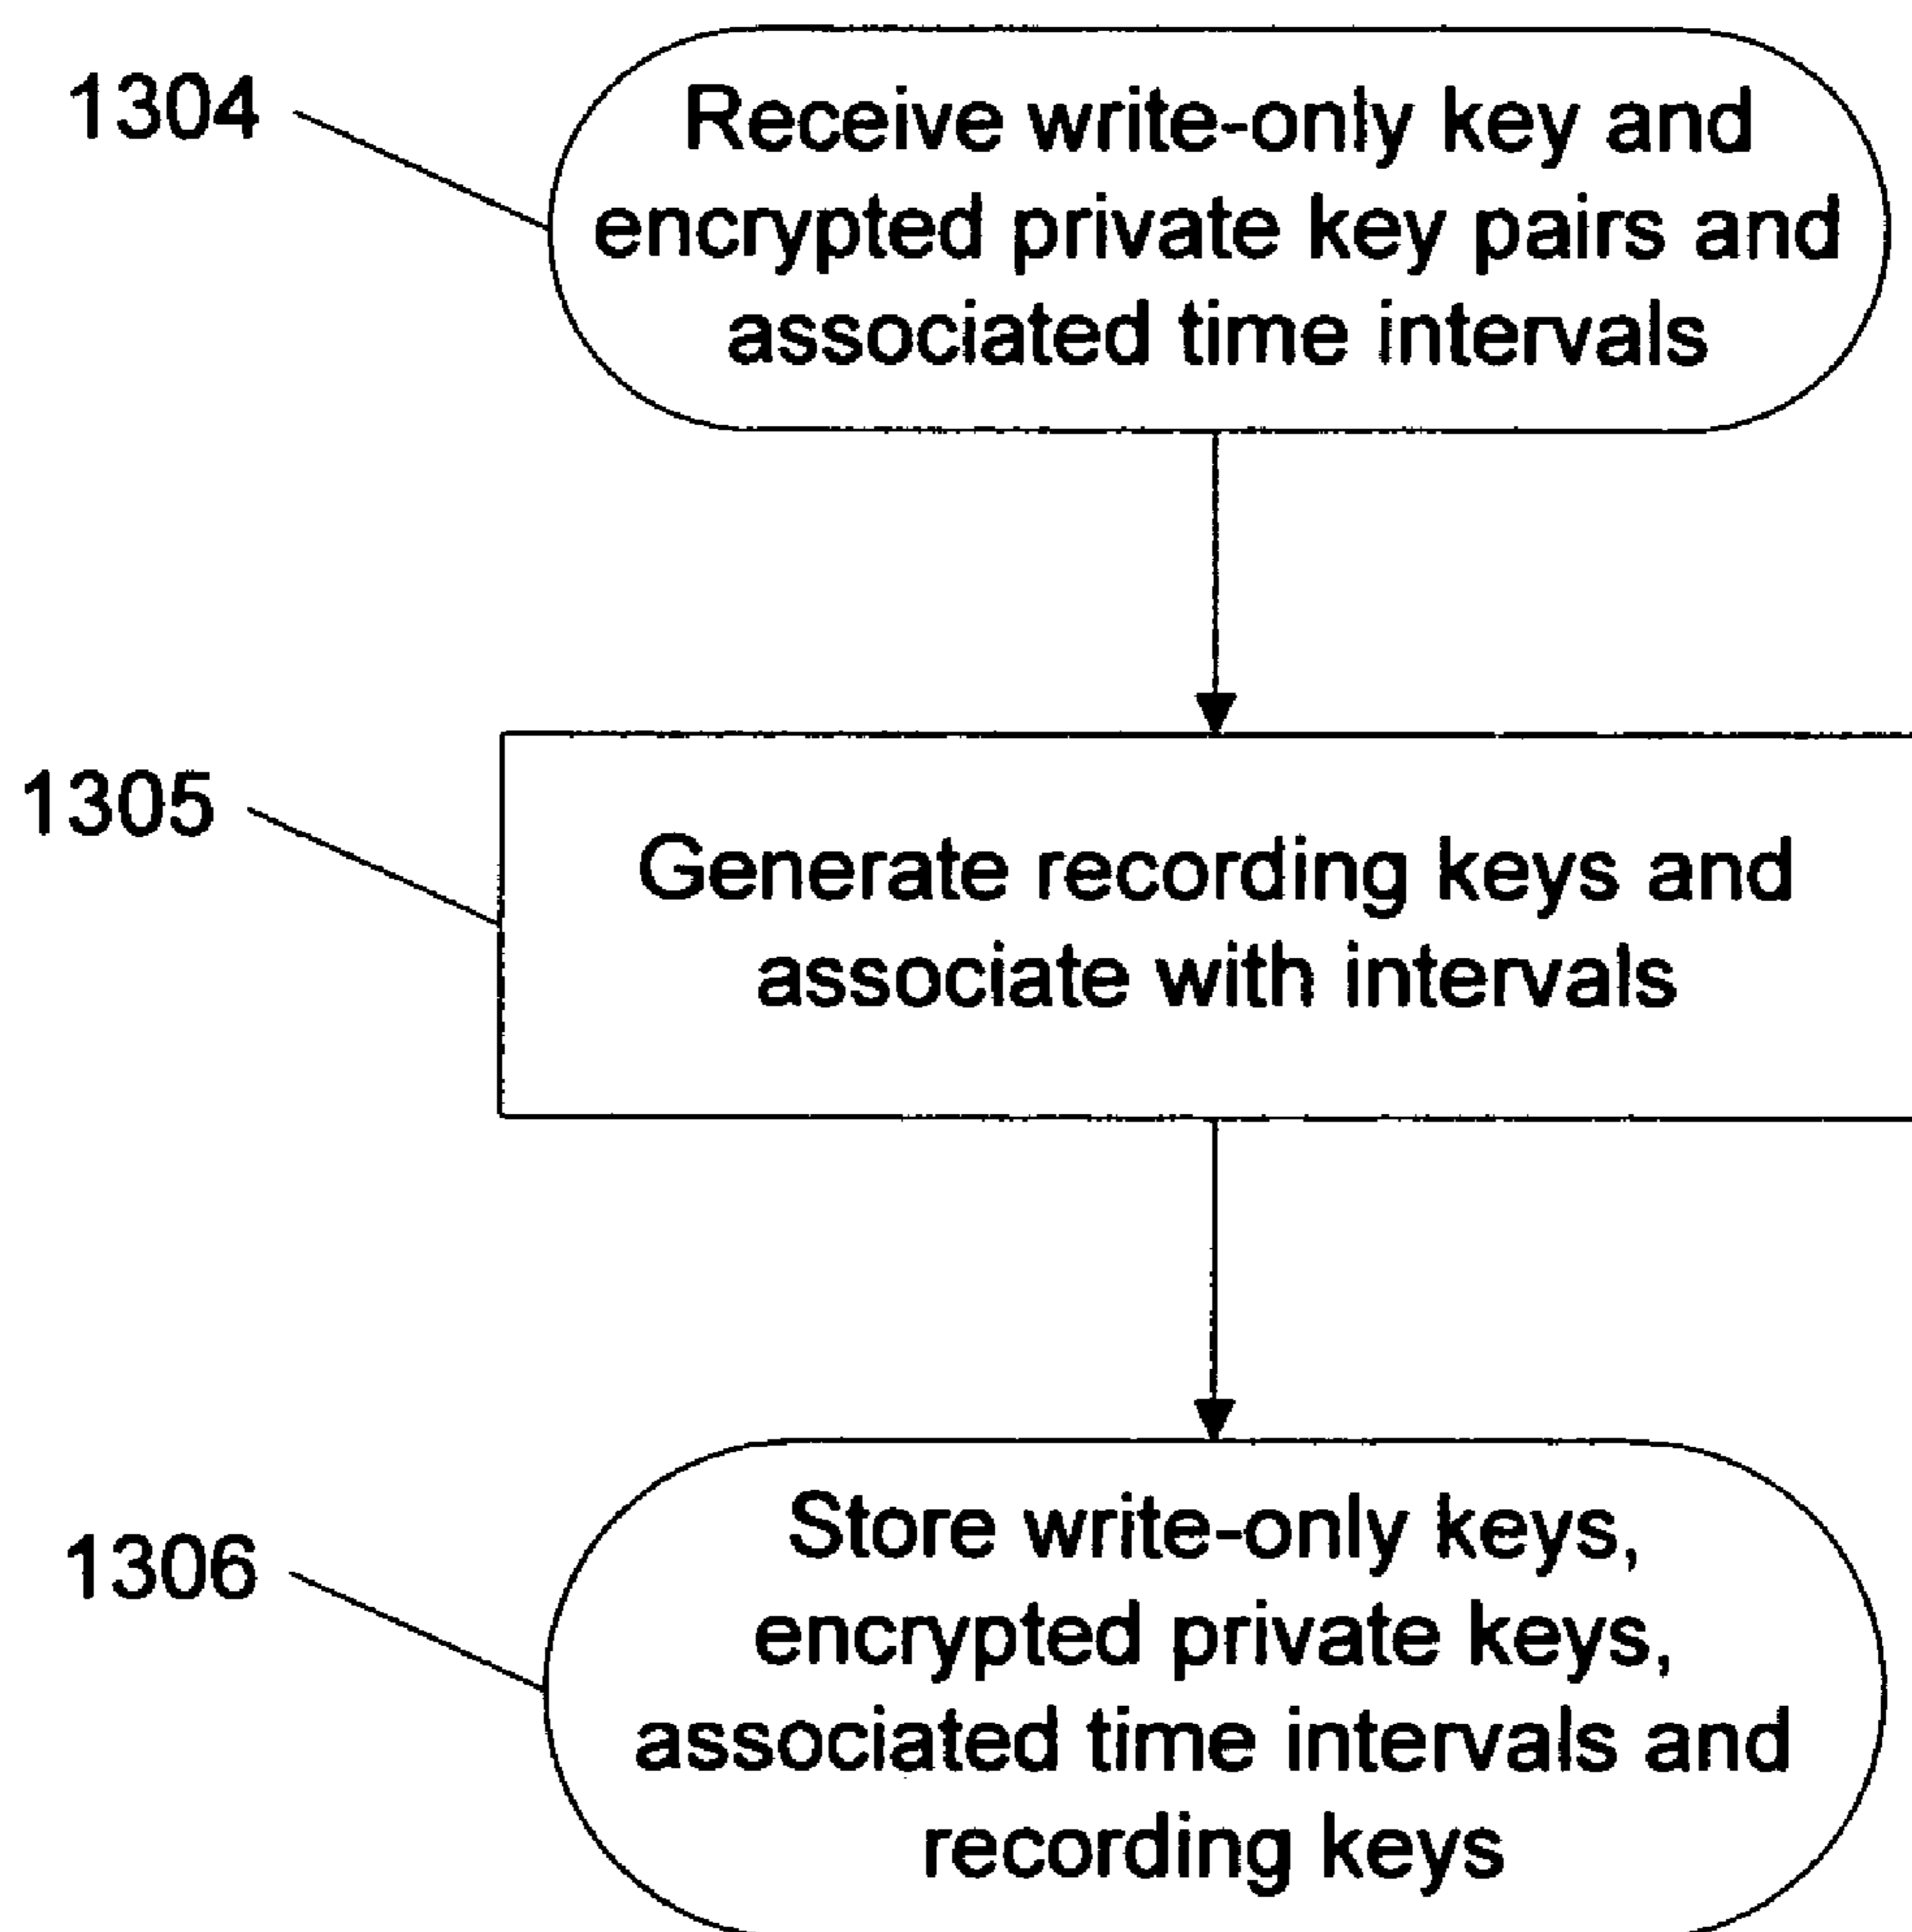 1304
Receive write-only key and
encrypted private key pairs and
associated time intervals
1305
Generate recording keys and
associate with intervals
1306
Store write-only keys,
encrypted private keys,
associated time intervals and
recording keys